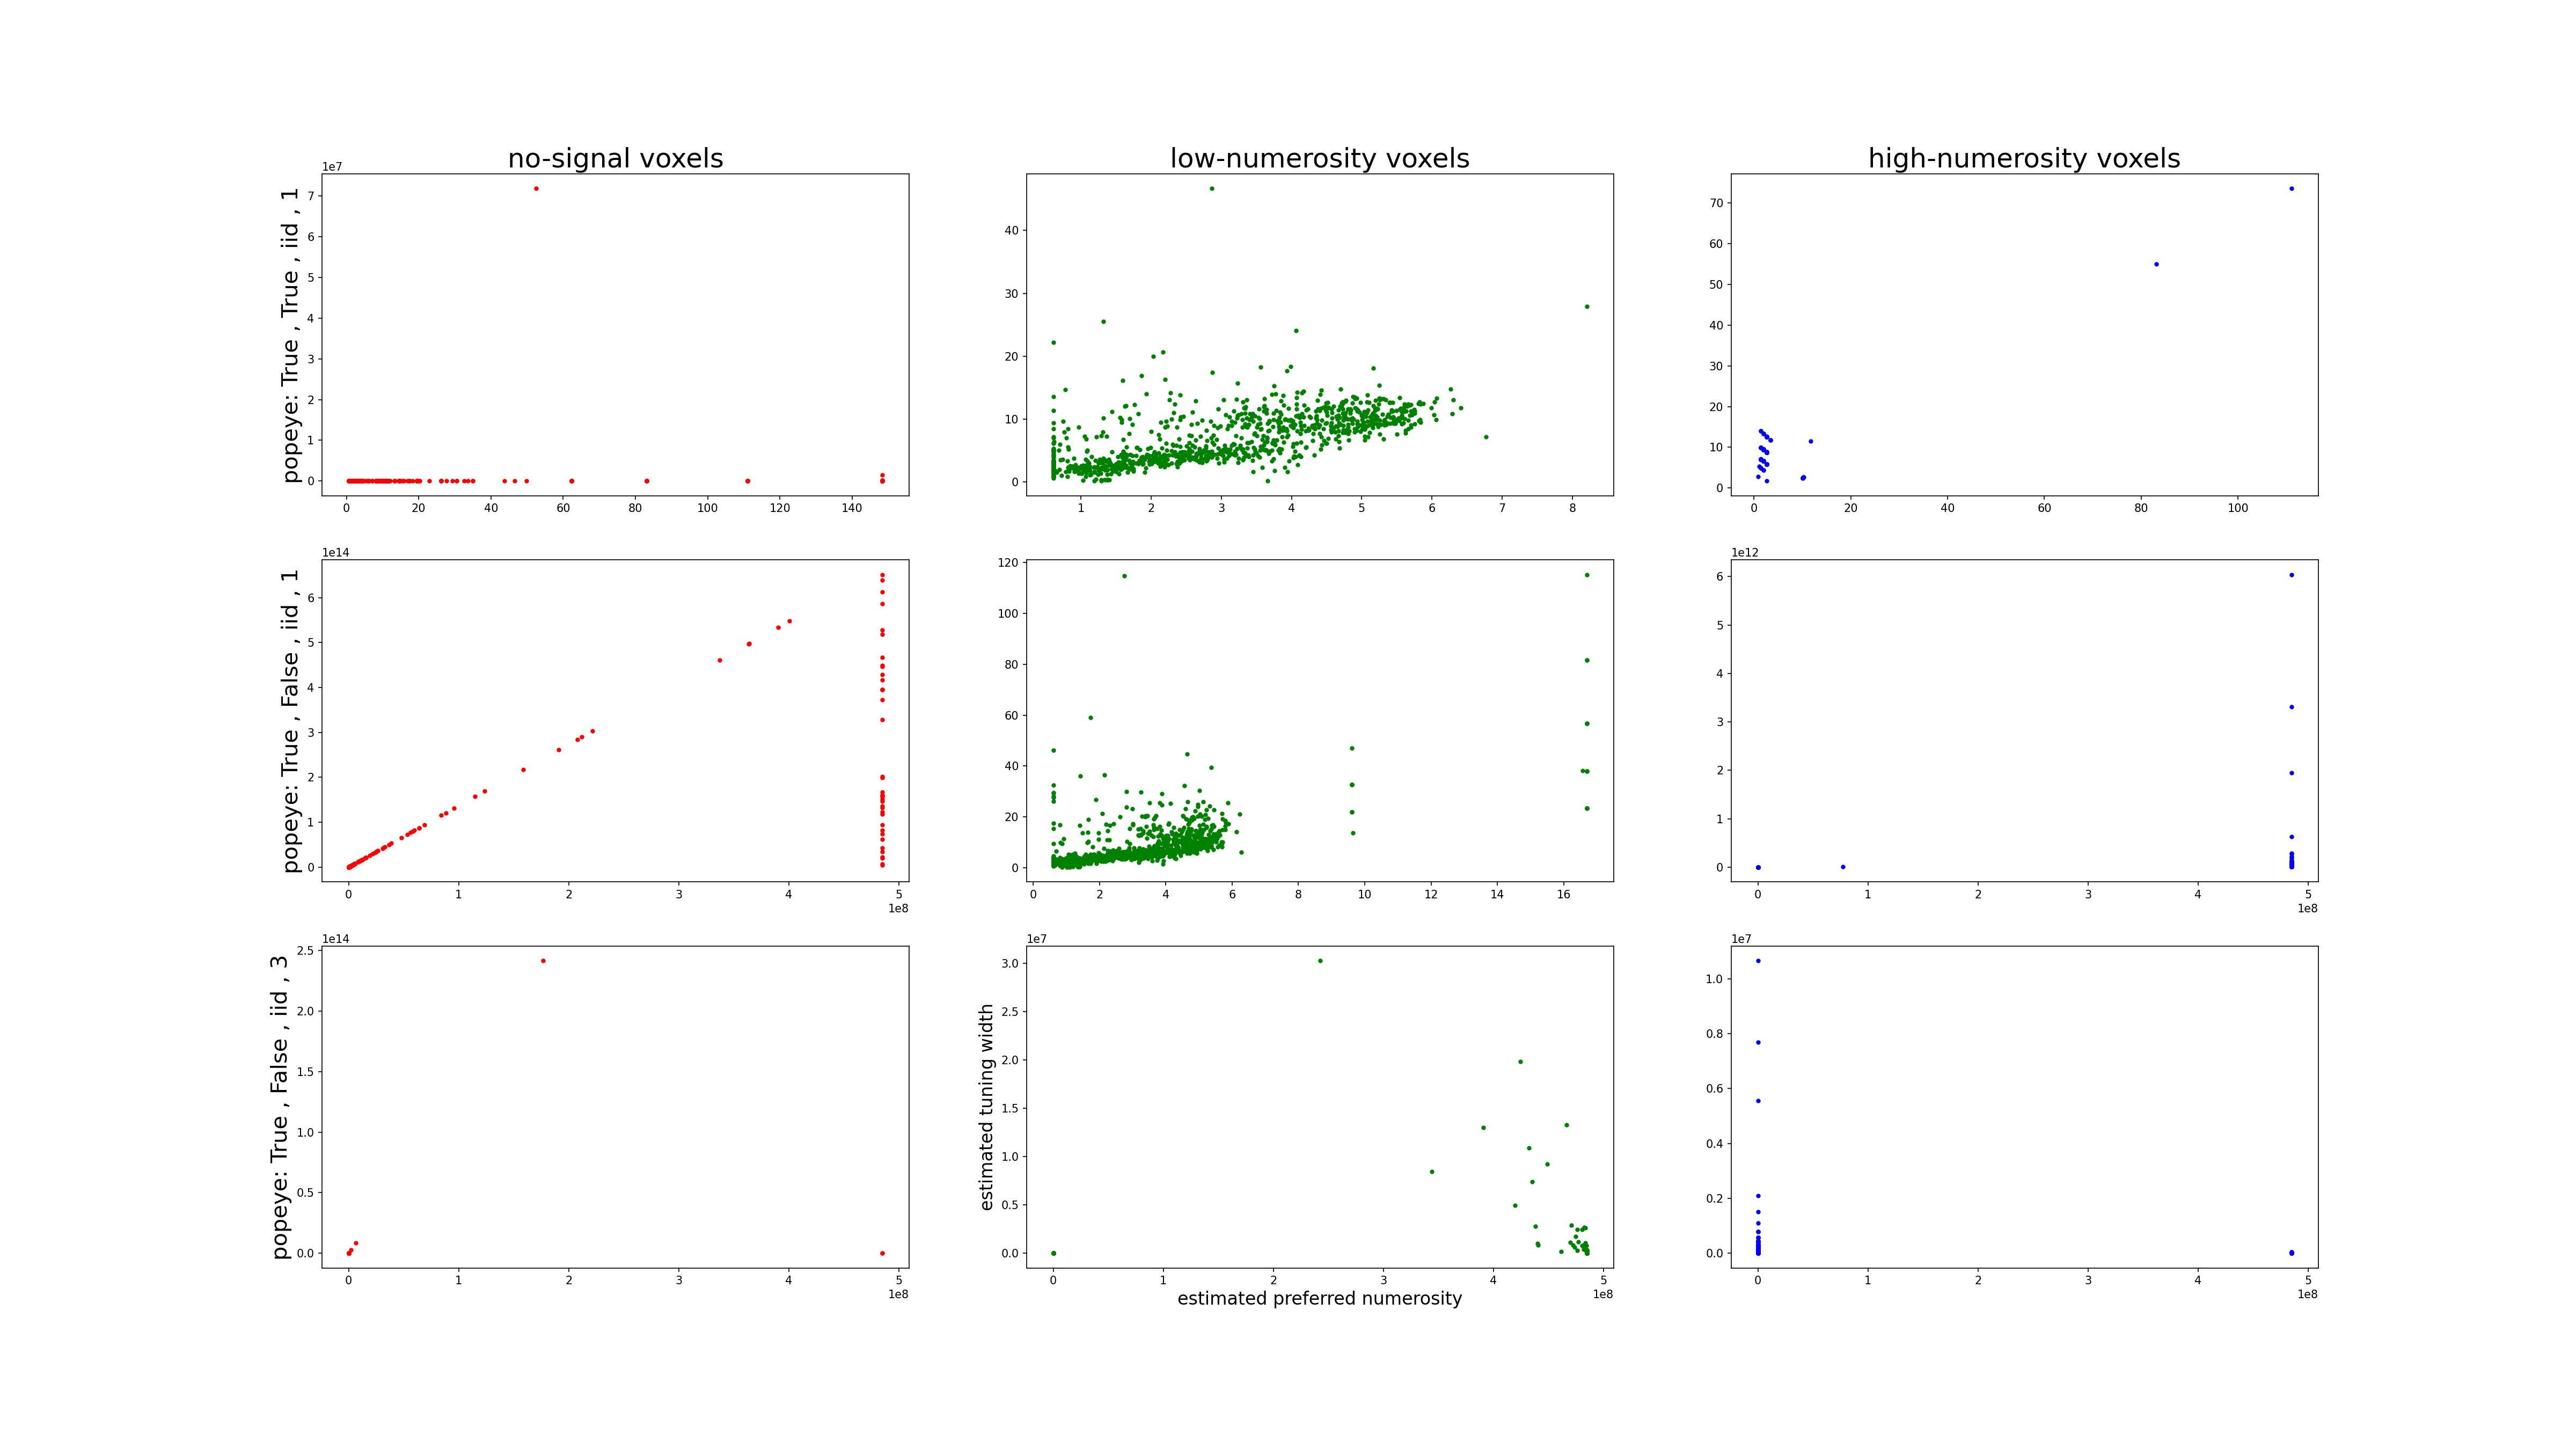 no-signal voxels
low-numerosity voxels
high-numerosity voxels
popeye: True , True , iid , 1
1e7
7
6
5
4
3
2
1
0
0 20 40 60 80 100 120 140
40
30
20
10
0
1 2 3 4 5 6 7 8
70
60
50
40
30
20
10
0
0 20 40 60 80 100
popeye: True , False , iid , 1
1e14
6
5
4
3
2
1
0
0 1 2 3 4 5
1e8
120
100
80
60
40
20
0
0 2 4 6 8 10 12 14 16
1e12
6
5
4
3
2
1
0
0 1 2 3 4 5
1e8
popeye: True , False , iid , 3
1e14
2.5
2.0
1.5
1.0
0.5
0.0
0 1 2 3 4 5
1e8
estimated tuning width
1e7
3.0
2.5
2.0
1.5
1.0
0.5
0.0
0 1 2 3 4 5
1e8
estimated preferred numerosity
1e7
1.0
0.8
0.6
0.4
0.2
0.0
0 1 2 3 4 5
1e8